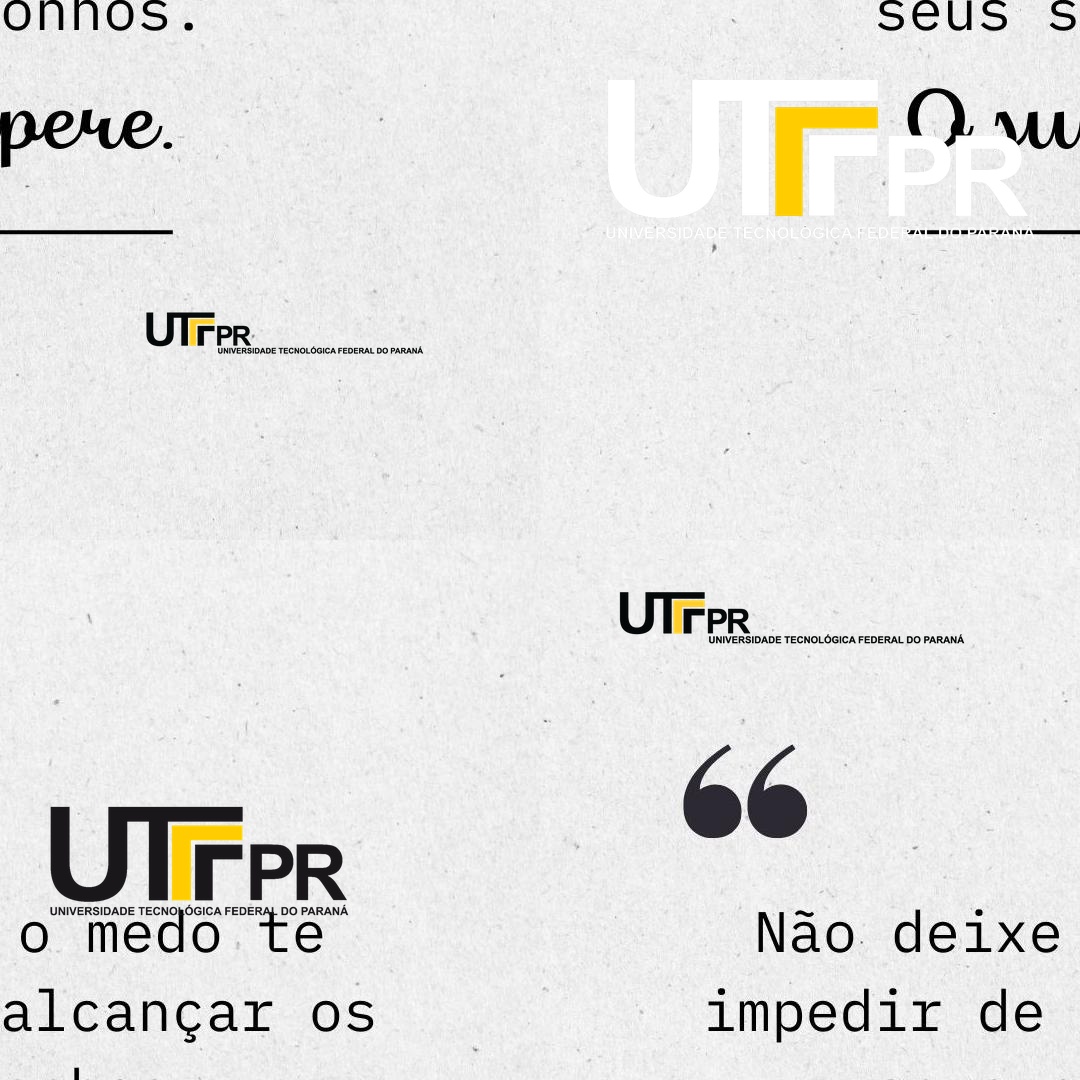 onhos.
pere.
UTFPR
UNIVERSIDADE TECNOLÓGICA FEDERAL DO PARANÁ
seus s
O su
UTFPR
UNIVERSIDADE TECNOLÓGICA FEDERAL DO PARANÁ
UTFPR
UNIVERSIDADE TECNOLÓGICA FEDERAL DO PARANÁ
o medo te
alcançar os
UTFPR
UNIVERSIDADE TECNOLÓGICA FEDERAL DO PARANÁ
“
Não deixe
impedir de